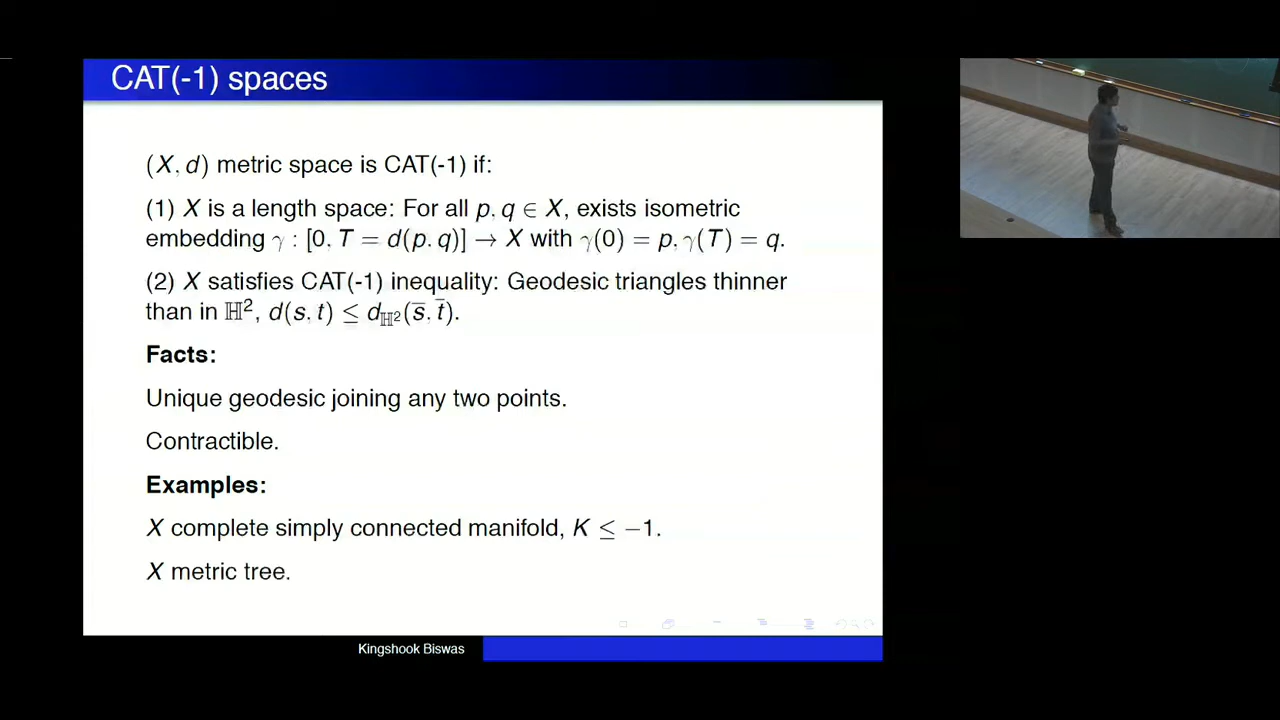 CAT(-1) spaces
(X, d) metric space is CAT(-1) if:
(1) X is a length space: For all p, q ∈ X, exists isometric
embedding γ : [0, T = d(p, q)] → X with γ(0) = p, γ(T) = q.
(2) X satisfies CAT(-1) inequality: Geodesic triangles thinner
than in ℍ², d(s, t) ≤ d_{ℍ²}(s̅, t̅).
Facts:
Unique geodesic joining any two points.
Contractible.
Examples:
X complete simply connected manifold, K ≤ −1.
X metric tree.
Kingshook Biswas